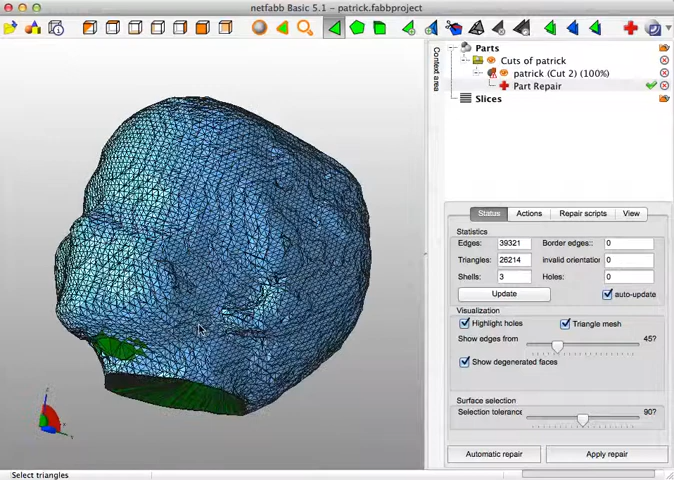 netfabb Basic 5.1 – patrick.fabbproject
Context area
Parts
Cuts of patrick
patrick (Cut 2) (100%)
Part Repair
Slices
Status Actions Repair scripts View
Statistics
Edges: 39321 Border edges:: 0
Triangles: 26214 invalid orientatio 0
Shells: 3 Holes: 0
Update auto-update
Visualization
Highlight holes Triangle mesh
Show edges from 45?
Show degenerated faces
Surface selection
Selection tolerance 90?
Automatic repair Apply repair
Select triangles